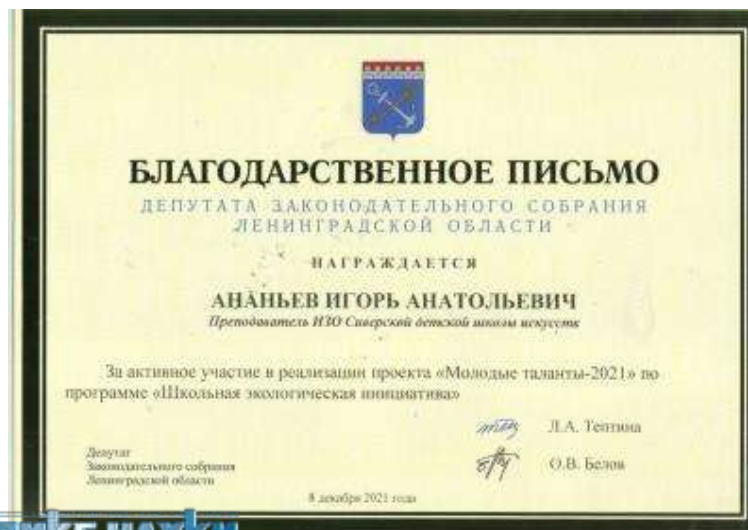 БЛАГОДАРСТВЕННОЕ ПИСЬМО
ДЕПУТАТА ЗАКОНОДАТЕЛЬНОГО СОБРАНИЯ
ЛЕНИНГРАДСКОЙ ОБЛАСТИ
НАГРАЖДАЕТСЯ
АНАНЬЕВ ИГОРЬ АНАТОЛЬЕВИЧ
Преподаватель ИЗО Сиверской детской школы искусств
За активное участие в реализации проекта «Молодые таланты-2021» по
программе «Школьная экологическая инициатива»
Л.А. Тептина
Депутат
Законодательного собрания
Ленинградской области
О.В. Белов
8 декабря 2021 года